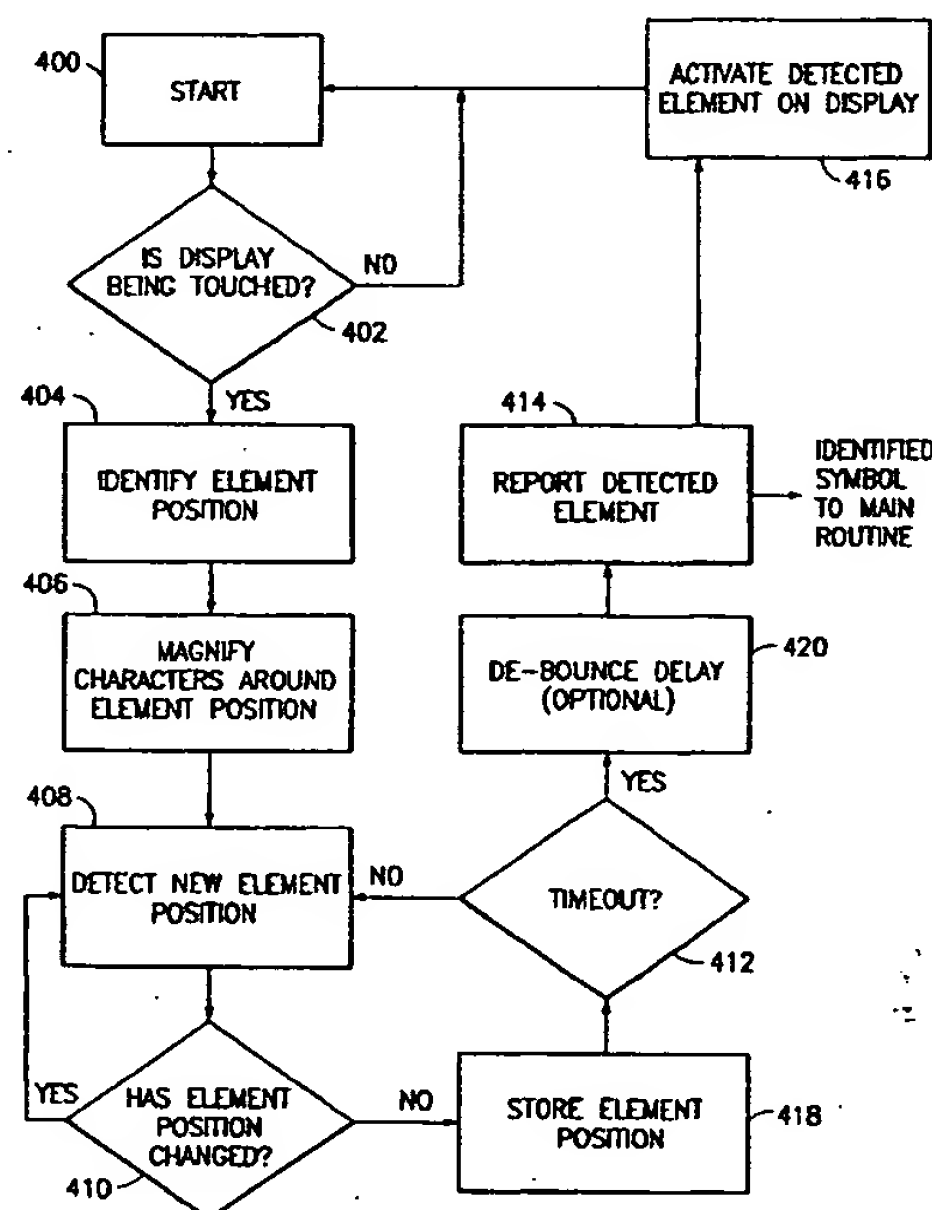 400
START
ACTIVATE DETECTED
ELEMENT ON DISPLAY
416
IS DISPLAY
BEING TOUCHED?
NO
402
YES
404
IDENTIFY ELEMENT
POSITION
414
REPORT DETECTED
ELEMENT
IDENTIFIED
SYMBOL
TO MAIN
ROUTINE
406
MAGNIFY
CHARACTERS AROUND
ELEMENT POSITION
DE-BOUNCE DELAY
(OPTIONAL)
420
YES
408
DETECT NEW ELEMENT
POSITION
NO
TIMEOUT?
412
YES
HAS ELEMENT
POSITION
CHANGED?
410
NO
STORE ELEMENT
POSITION
418